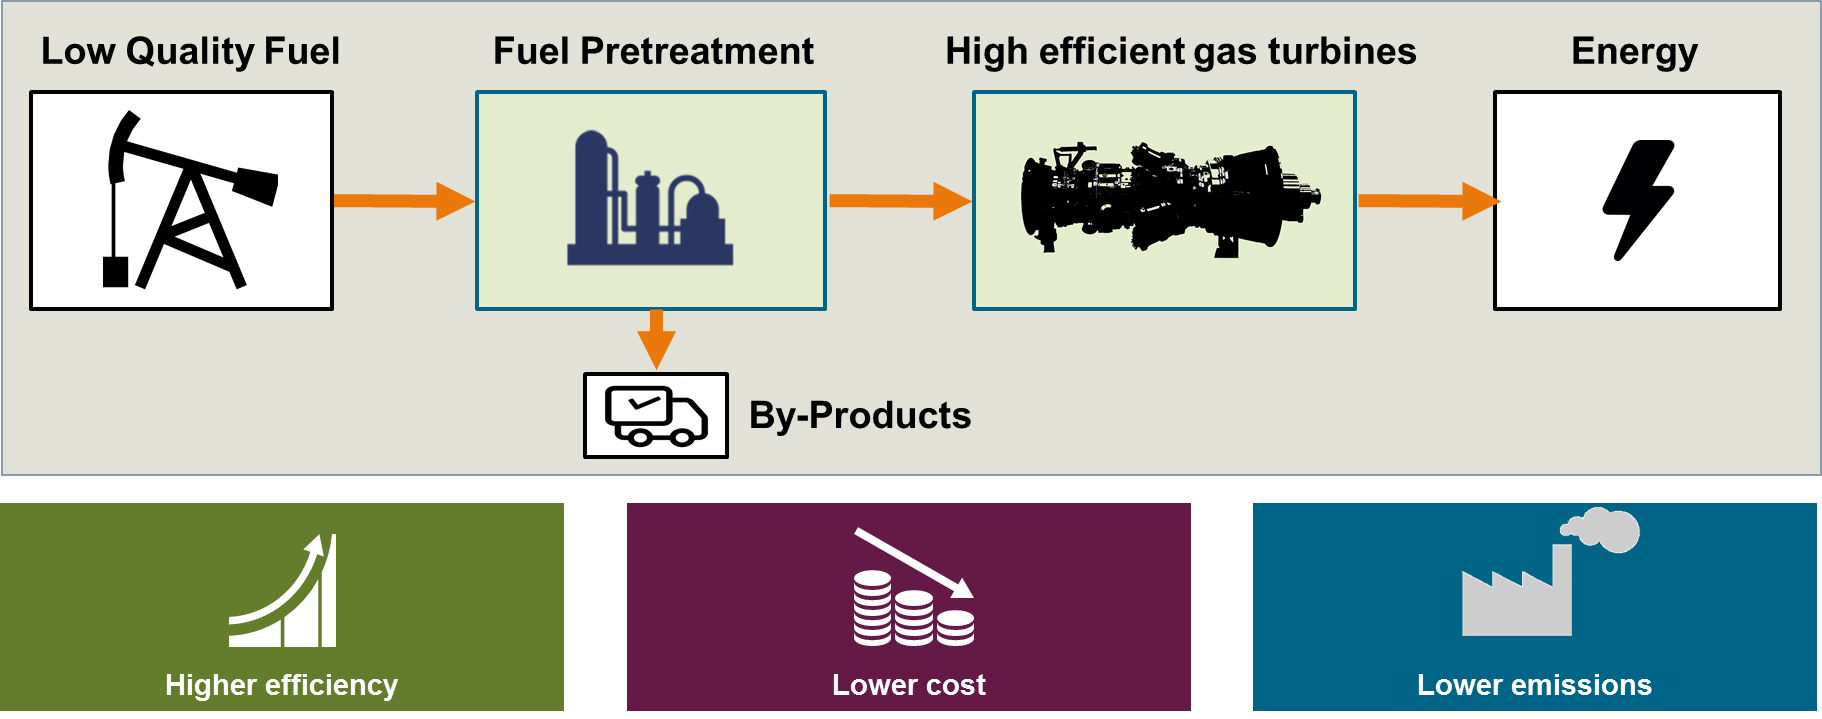 Low Quality Fuel
Fuel Pretreatment
High efficient gas turbines
Energy
By-Products
Higher efficiency
Lower cost
Lower emissions